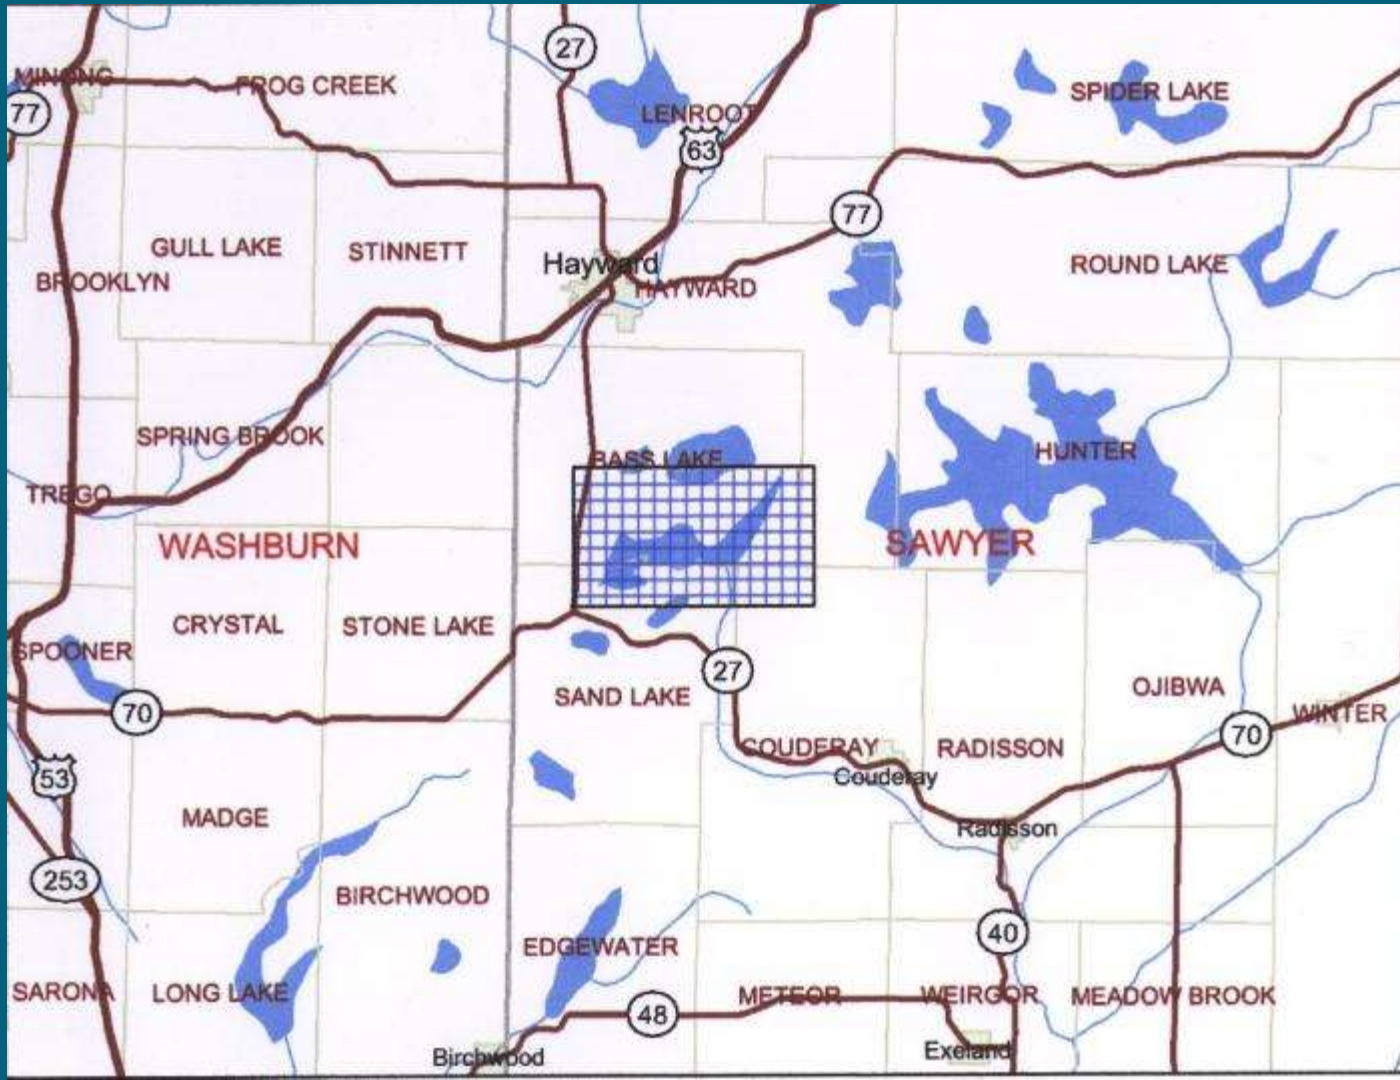 27
MINONG
FROG CREEK
77
LENROOT
SPIDER LAKE
63
77
GULL LAKE
STINNETT
Hayward
ROUND LAKE
BROOKLYN
HAYWARD
SPRING BROOK
BASS LAKE
HUNTER
TREGO
WASHBURN
SAWYER
CRYSTAL
STONE LAKE
SPOONER
27
SAND LAKE
OJIBWA
70
WINTER
70
COUDERAY
RADISSON
53
Couderay
MADGE
Radisson
253
BIRCHWOOD
40
EDGEWATER
SARONA
LONG LAKE
METEOR
WEIRGOR
MEADOW BROOK
48
Birchwood
Exeland